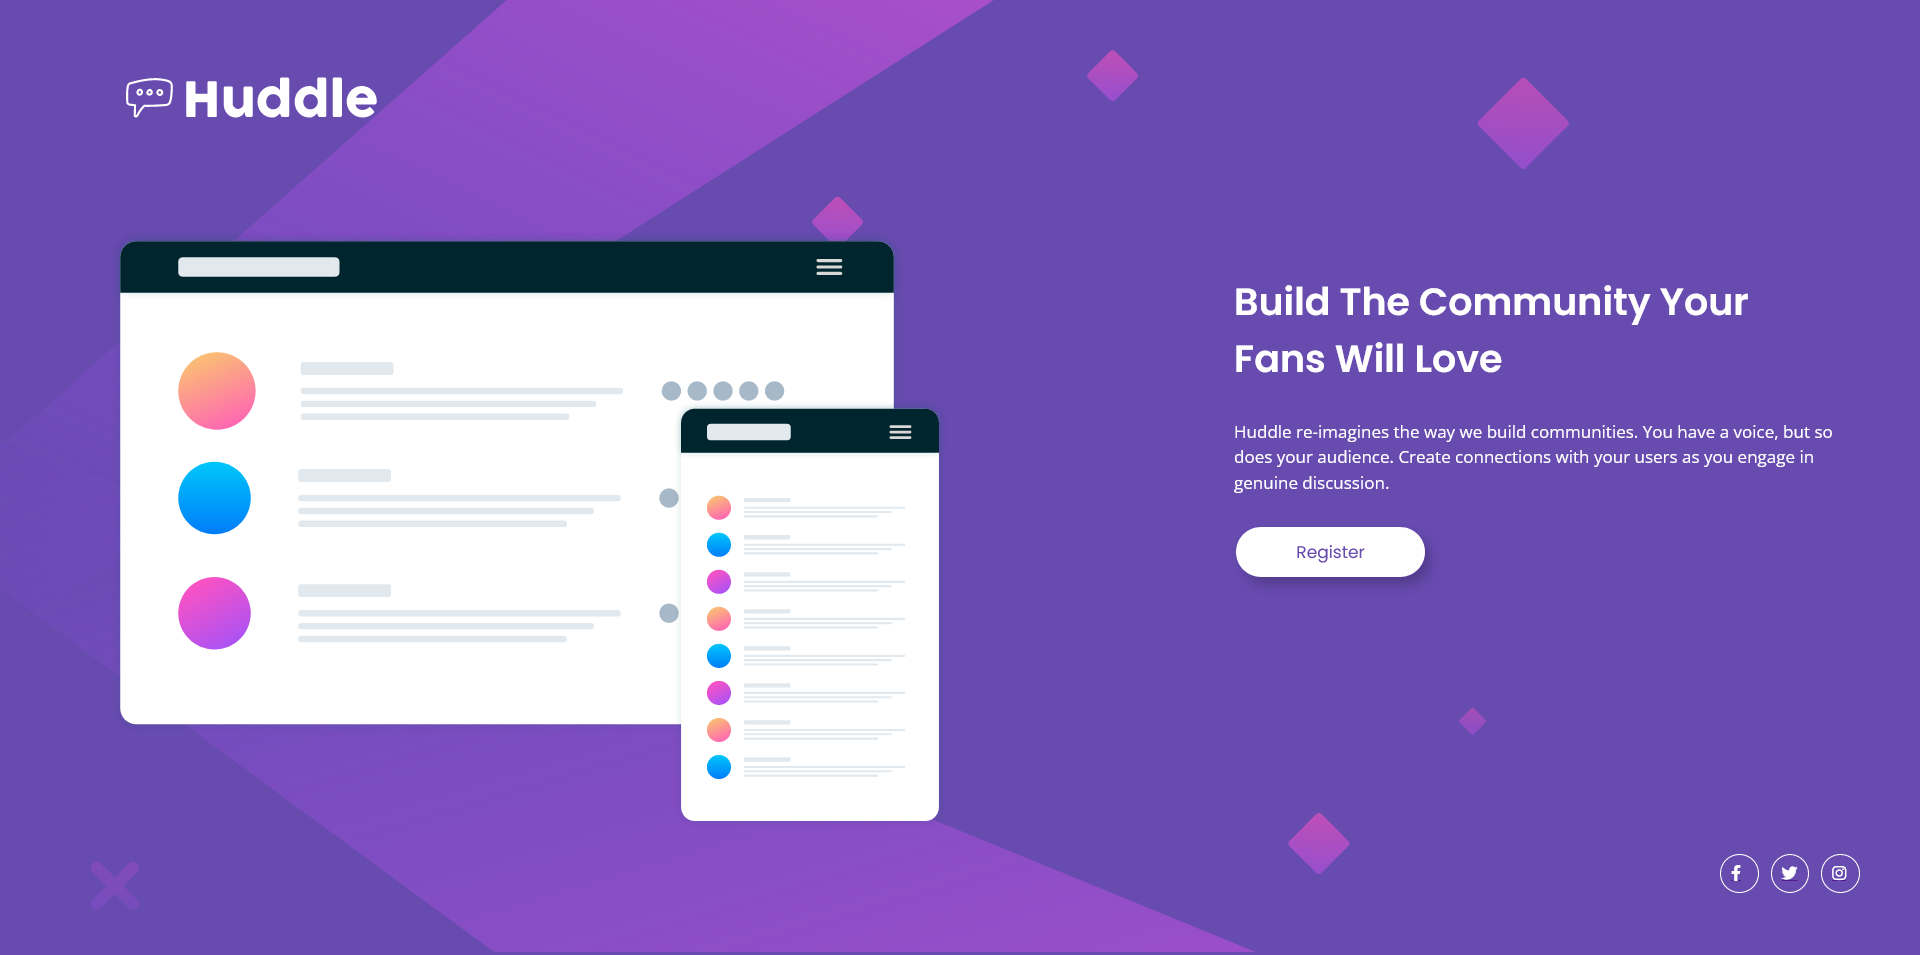 Huddle
Build The Community Your
Fans Will Love
Huddle re-imagines the way we build communities. You have a voice, but so
does your audience. Create connections with your users as you engage in
genuine discussion.
Register